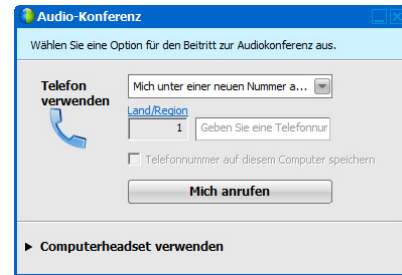 Audio-Konferenz
Wählen Sie eine Option für den Beitritt zur Audiokonferenz aus.
Telefon verwenden
Mich unter einer neuen Nummer a...
Land/Region
1 Geben Sie eine Telefonnur
Telefonnummer auf diesem Computer speichern
Mich anrufen
Computerheadset verwenden